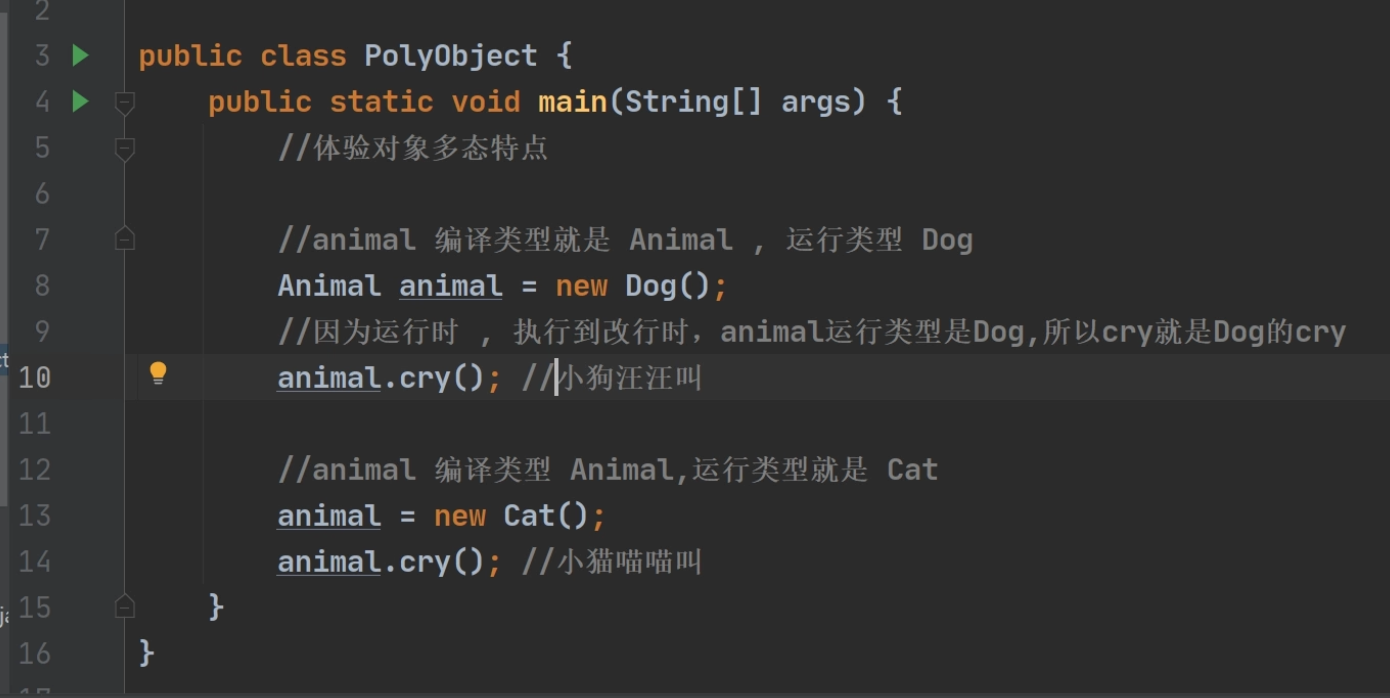 2
3 public class PolyObject {
4 public static void main(String[] args) {
5 //体验对象多态特点
6
7 //animal 编译类型就是 Animal , 运行类型 Dog
8 Animal animal = new Dog();
9 //因为运行时 , 执行到改行时，animal运行类型是Dog,所以cry就是Dog的cry
10 animal.cry(); //小狗汪汪叫
11
12 //animal 编译类型 Animal,运行类型就是 Cat
13 animal = new Cat();
14 animal.cry(); //小猫喵喵叫
15 }
16 }